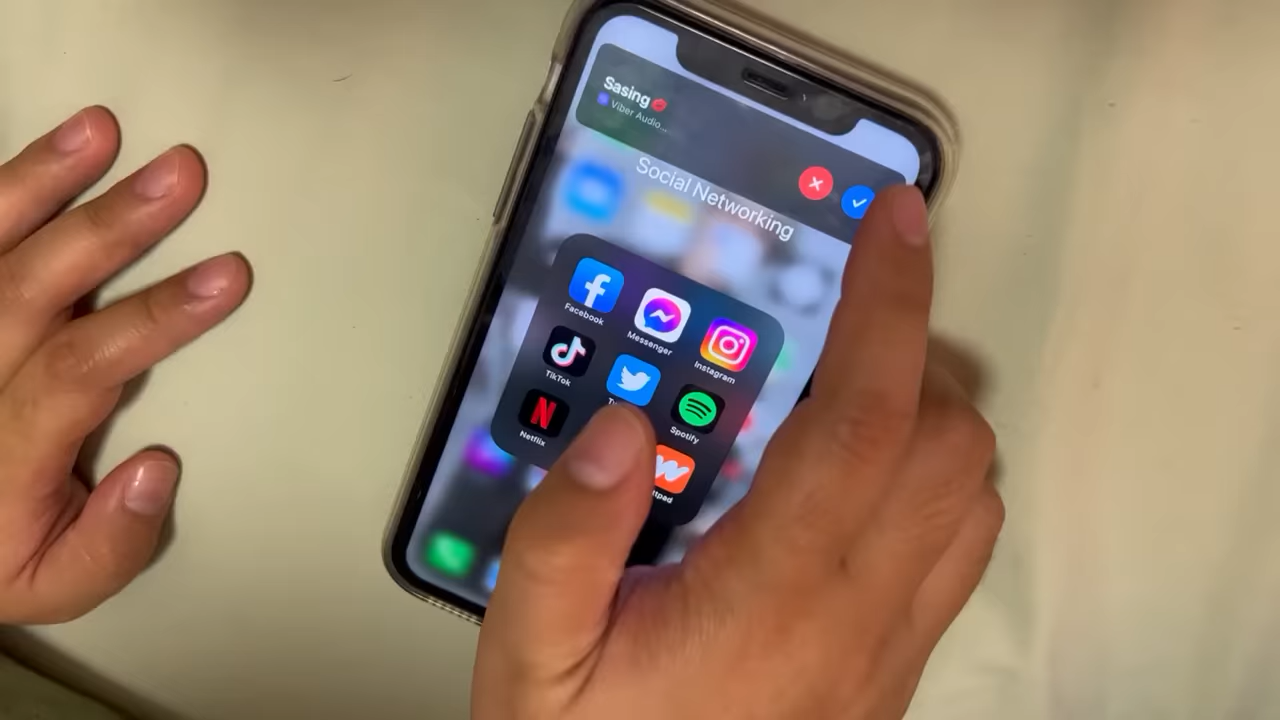 Sasing
Viber Audio...
Social Networking
Facebook
Messenger
Instagram
TikTok
Spotify
Netflix